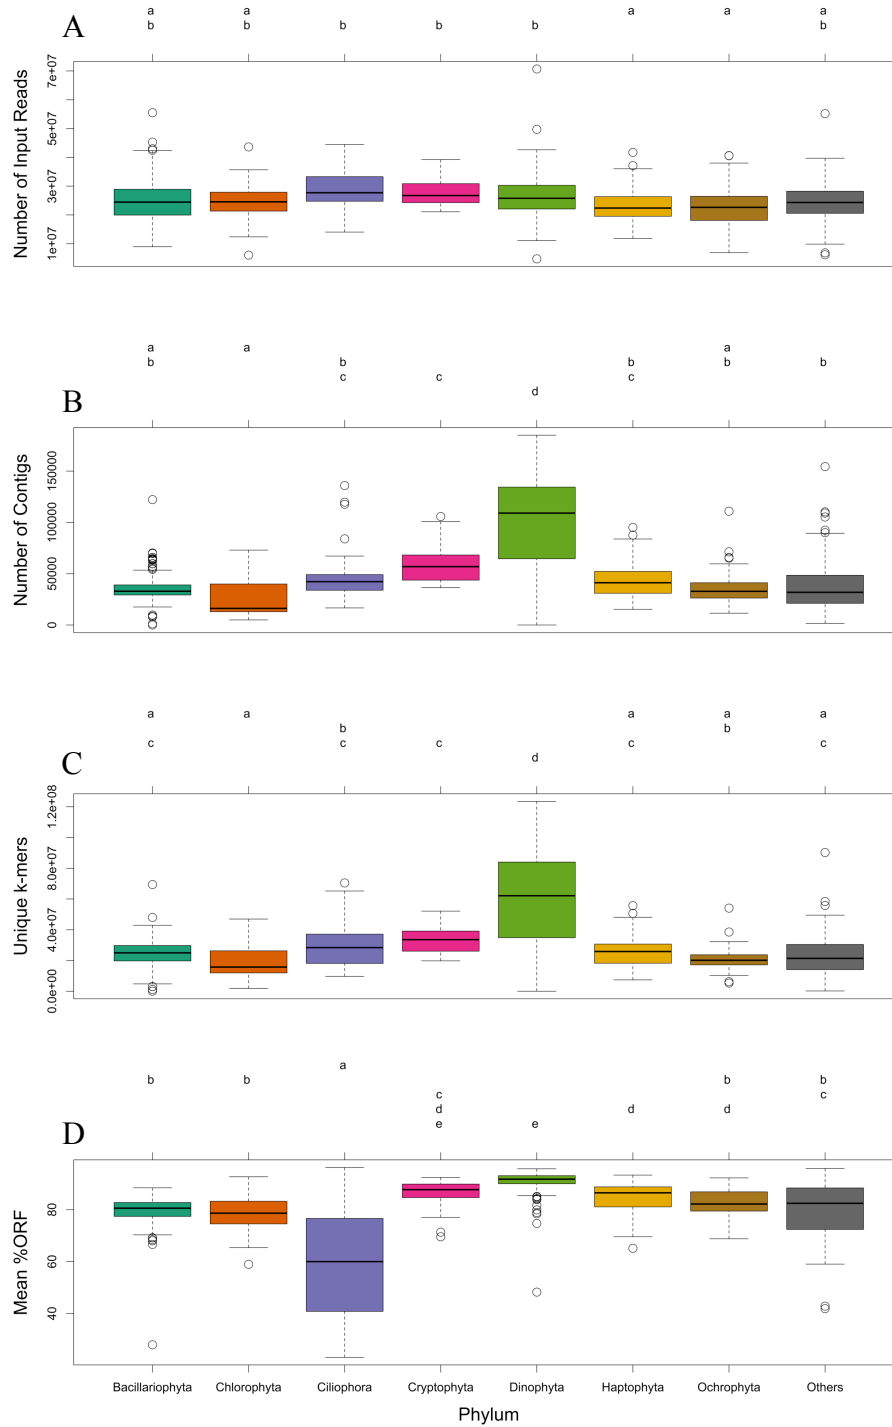 a a a a a
A
b b b b b b
Number of Input Reads
7e+07
5e+07
3e+07
1e+07
a a a
b b b b b
c c c
B
d
Number of Contigs
150000
100000
50000
0
a a a a a
b b
c c c c c
C
d
Unique k-mers
1.2e+08
8.0e+07
4.0e+07
0.0e+00
a
b b b b
c c
d d d
D
e e
Mean %ORF
80
60
40
Bacillariophyta Chlorophyta Ciliophora Cryptophyta Dinophyta Haptophyta Ochrophyta Others
Phylum